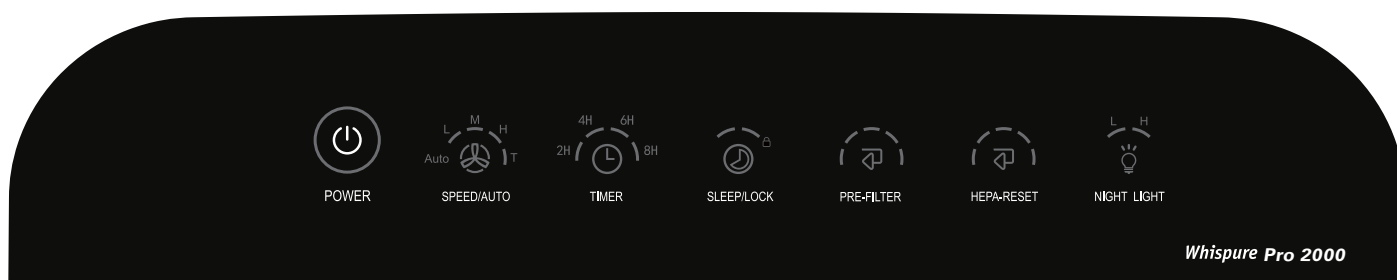 M
L H
Auto T
4H 6H
2H 8H
L H
POWER SPEED/AUTO TIMER SLEEP/LOCK PRE-FILTER HEPA-RESET NIGHT LIGHT
Whispure Pro 2000